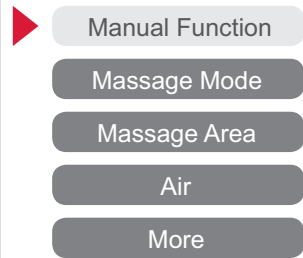 Manual Function
Massage Mode
Massage Area
Air
More